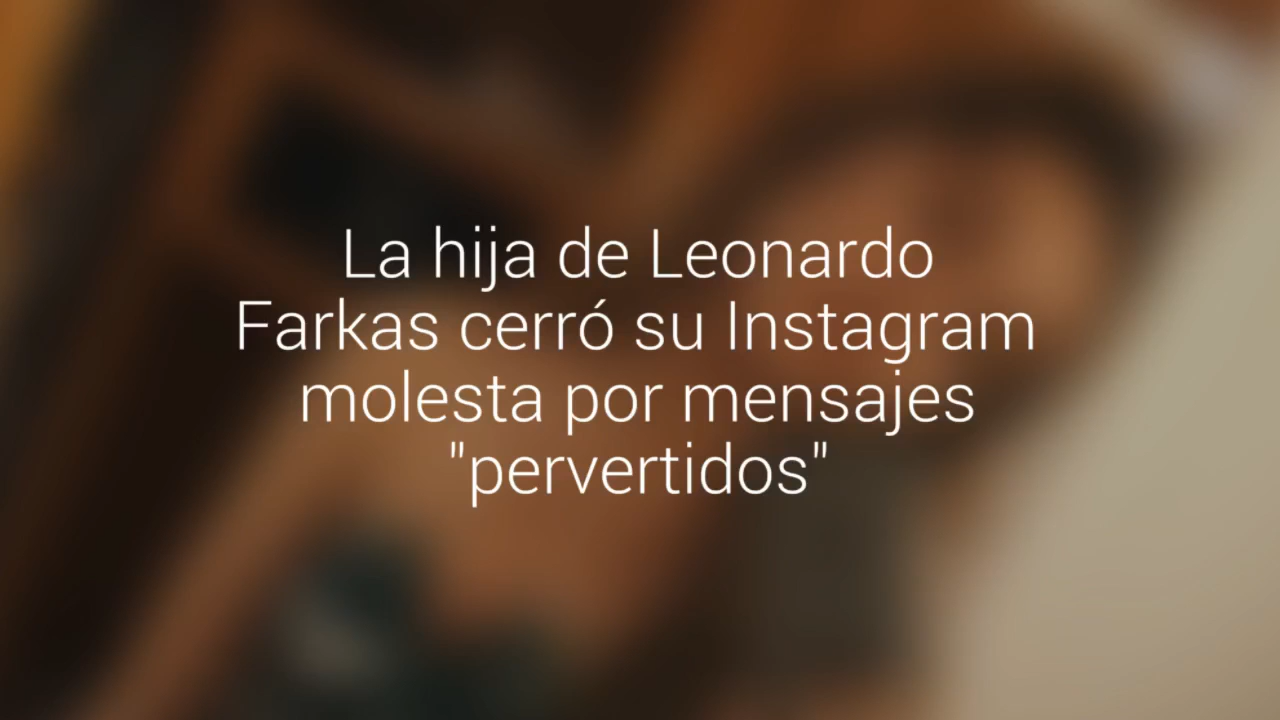 La hija de Leonardo
Farkas cerró su Instagram
molesta por mensajes
"pervertidos"